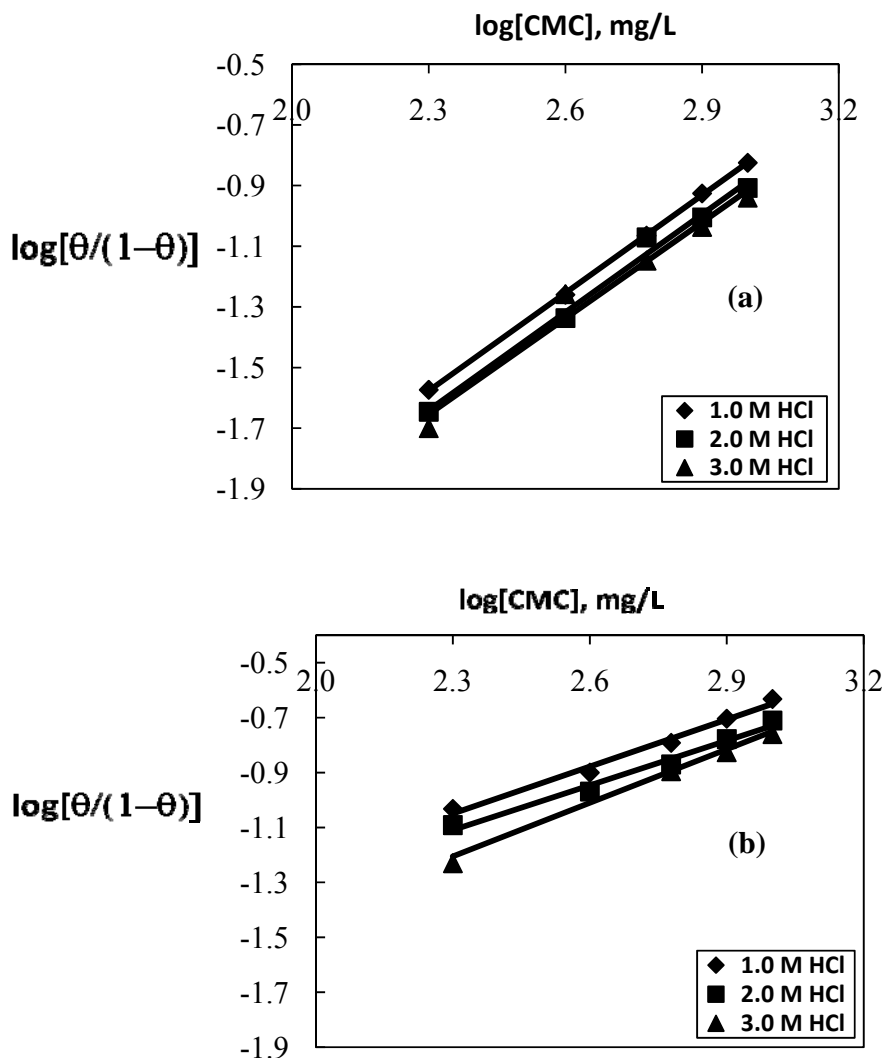 log[CMC], mg/L
-0.5
2.0 2.3 2.6 2.9 3.2
-0.7
-0.9
log[θ/(1−θ)]
-1.1
-1.3
(a)
-1.5
1.0 M HCl
2.0 M HCl
-1.7
3.0 M HCl
-1.9
log[CMC], mg/L
-0.5
2.0 2.3 2.6 2.9 3.2
-0.7
-0.9
log[θ/(1−θ)]
-1.1
(b)
-1.3
-1.5
1.0 M HCl
-1.7
2.0 M HCl
3.0 M HCl
-1.9